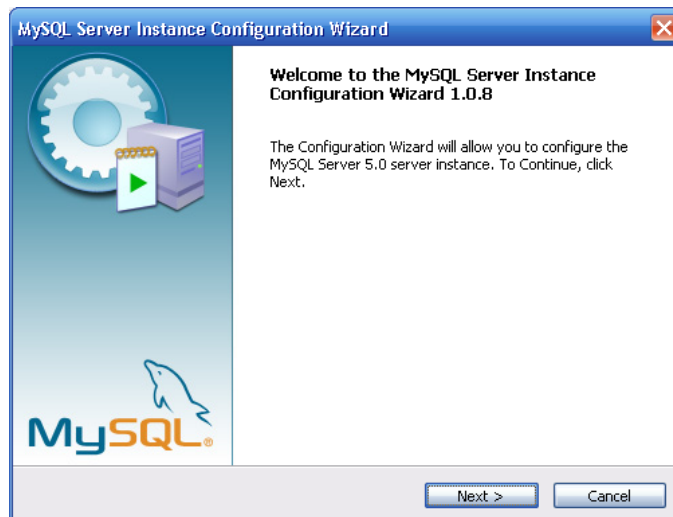 MySQL Server Instance Configuration Wizard
Welcome to the MySQL Server Instance
Configuration Wizard 1.0.8
The Configuration Wizard will allow you to configure the
MySQL Server 5.0 server instance. To Continue, click
Next.
MySQL®
Next >
Cancel